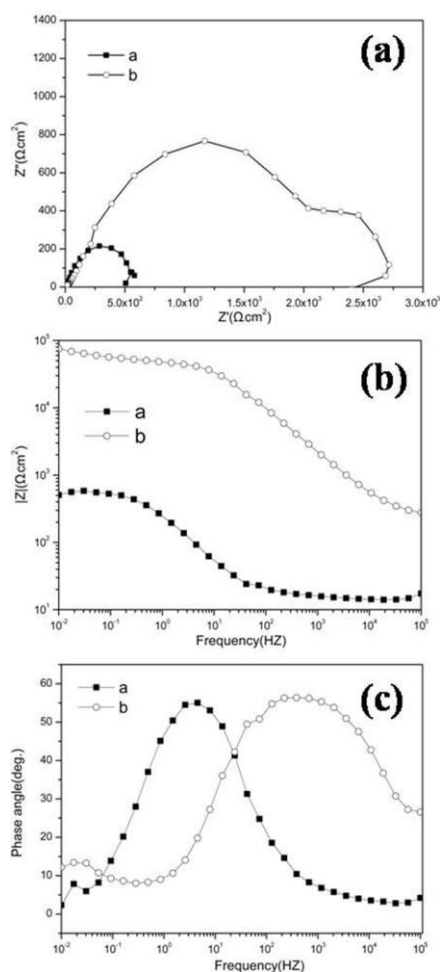 1400
1200
1000
800
600
400
200
0
a
b
(a)
Z"(Ωcm²)
0.0
5.0x10²
1.0x10³
1.5x10³
2.0x10³
2.5x10³
3.0x10³
Z'(Ωcm²)
10⁵
10⁴
10³
10²
10¹
a
b
(b)
|Z|(Ωcm²)
10⁻²
10⁻¹
10⁰
10¹
10²
10³
10⁴
10⁵
Frequency(HZ)
60
50
40
30
20
10
0
a
b
(c)
Phase angle(deg.)
10⁻²
10⁻¹
10⁰
10¹
10²
10³
10⁴
10⁵
Frequency(HZ)